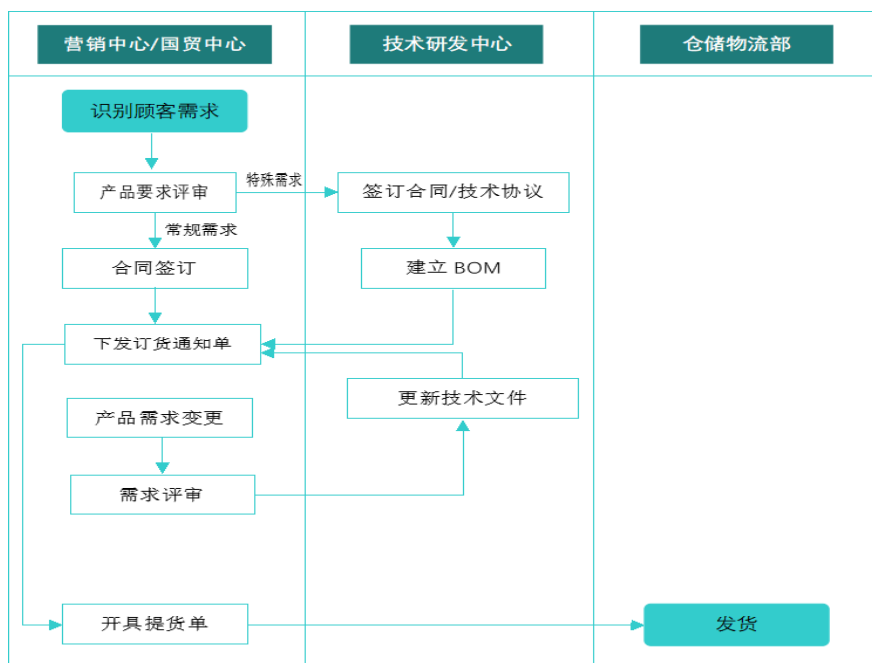 营销中心/国贸中心
技术研发中心
仓储物流部
识别顾客需求
产品要求评审
特殊需求
签订合同/技术协议
常规需求
合同签订
建立 BOM
下发订货通知单
更新技术文件
产品需求变更
需求评审
开具提货单
发货